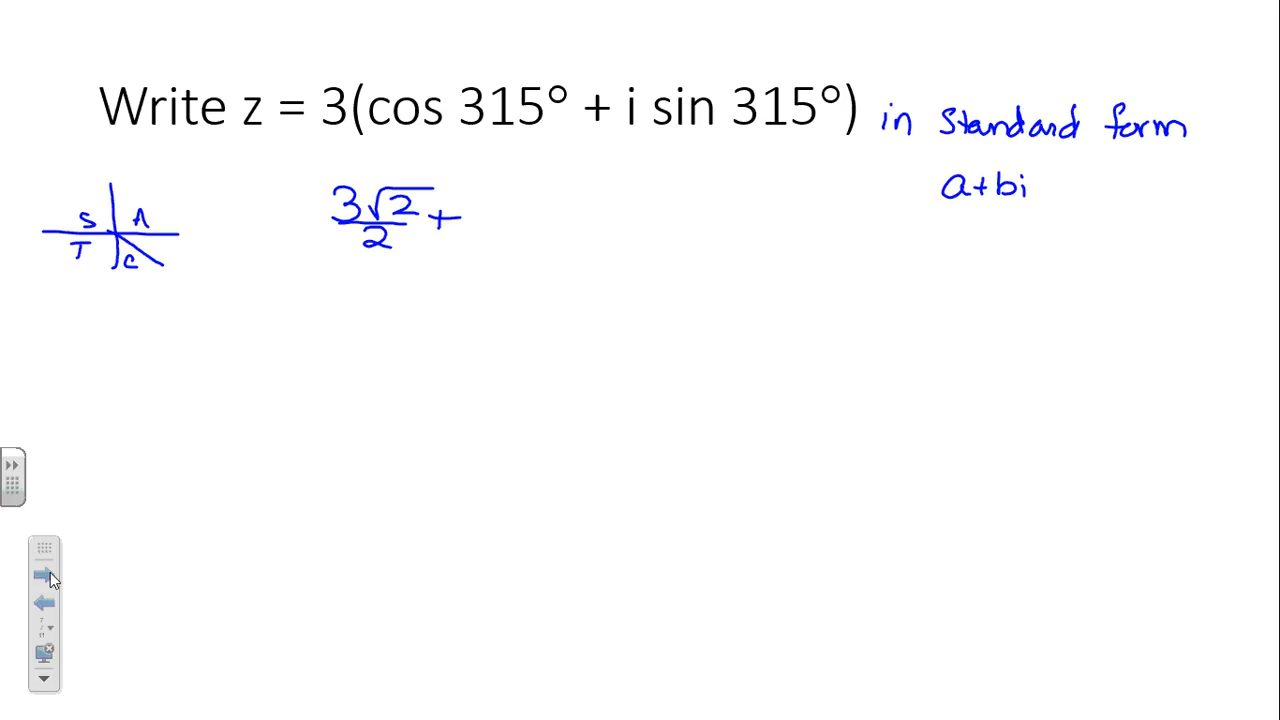 Write z = 3(cos 315° + i sin 315°) in standard form
a+bi
S A
T C
3√2/2 +